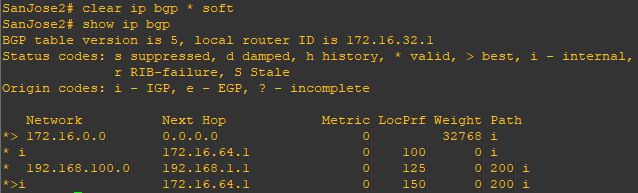 SanJose2# clear ip bgp * soft
SanJose2# show ip bgp
BGP table version is 5, local router ID is 172.16.32.1
Status codes: s suppressed, d damped, h history, * valid, > best, i - internal,
              r RIB-failure, S Stale
Origin codes: i - IGP, e - EGP, ? - incomplete

   Network          Next Hop            Metric LocPrf Weight Path
*> 172.16.0.0       0.0.0.0                  0         32768 i
* i                 172.16.64.1              0    100      0 i
*  192.168.100.0    192.168.1.1              0    125      0 200 i
*>i                 172.16.64.1              0    150      0 200 i